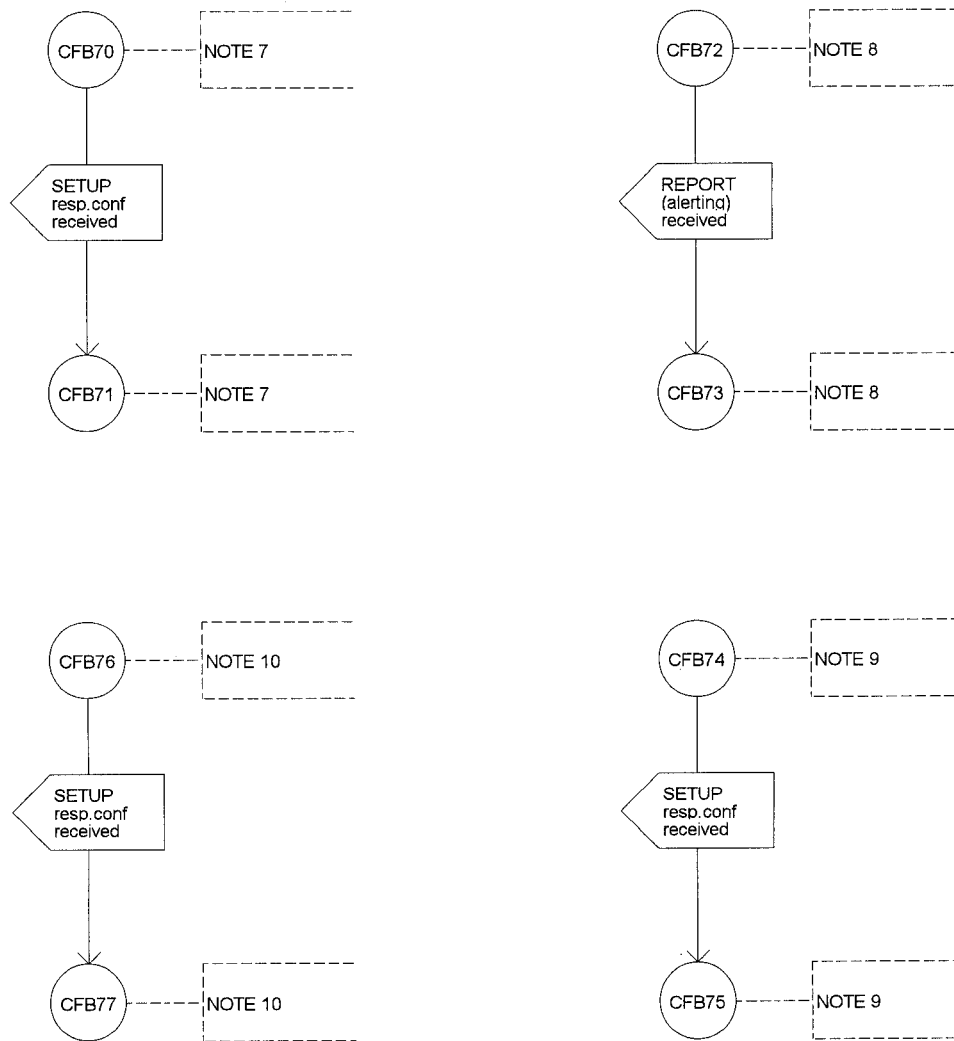 CFB70
NOTE 7
CFB72
NOTE 8
SETUP
resp.conf
received
REPORT
(alerting)
received
CFB71
NOTE 7
CFB73
NOTE 8
CFB76
NOTE 10
CFB74
NOTE 9
SETUP
resp.conf
received
SETUP
resp.conf
received
CFB77
NOTE 10
CFB75
NOTE 9